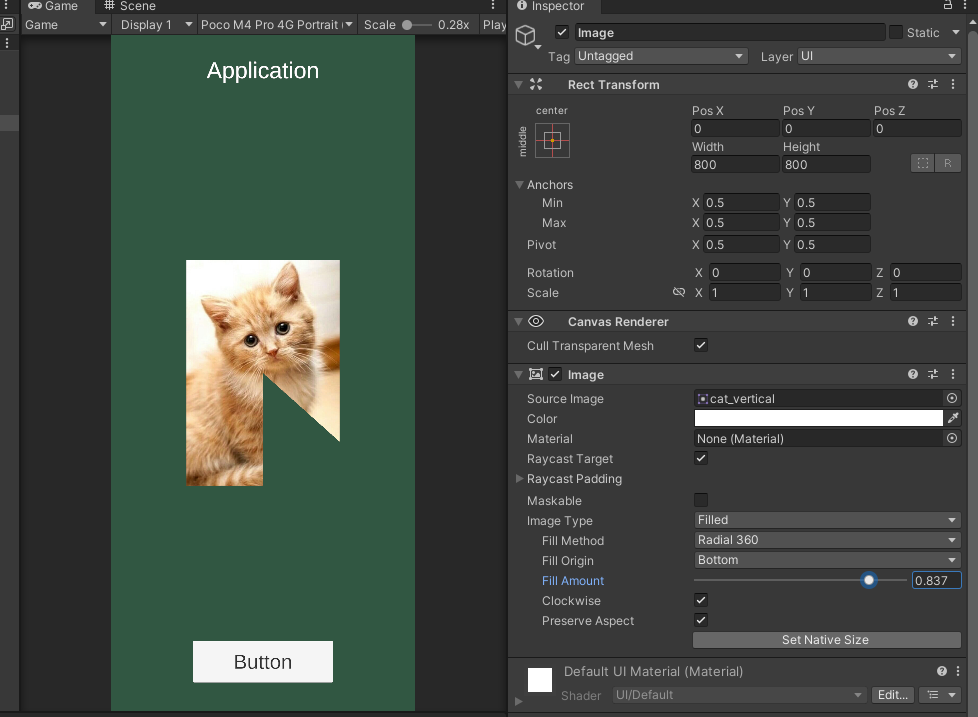 Game
Scene
Inspector
Game
Display 1
Poco M4 Pro 4G Portrait
Scale
0.28x
Play
Application
Button
Image
Static
Tag
Untagged
Layer
UI
Rect Transform
center
middle
Pos X
Pos Y
Pos Z
0
0
0
Width
Height
800
800
R
Anchors
Min
X 0.5
Y 0.5
Max
X 0.5
Y 0.5
Pivot
X 0.5
Y 0.5
Rotation
X 0
Y 0
Z 0
Scale
X 1
Y 1
Z 1
Canvas Renderer
Cull Transparent Mesh
Image
Source Image
cat_vertical
Color
Material
None (Material)
Raycast Target
Raycast Padding
Maskable
Image Type
Filled
Fill Method
Radial 360
Fill Origin
Bottom
Fill Amount
0.837
Clockwise
Preserve Aspect
Set Native Size
Default UI Material (Material)
Shader
UI/Default
Edit...